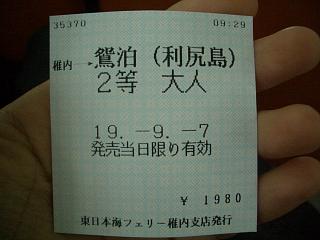 35370 09:29
稚内→鴛泊(利尻島)
2等 大人
19.-9.-7
発売当日限り有効
¥ 1980
東日本海フェリー稚内支店発行